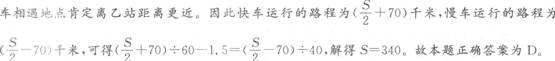 车相遇地点肯定离乙站距离更近。因此快车运行的路程为(S/2+70)千米,慢车运行的路程为
(S/2-70)千米,可得(S/2+70)÷60-1.5=(S/2-70)÷40,解得 S=340。故本题正确答案为 D。